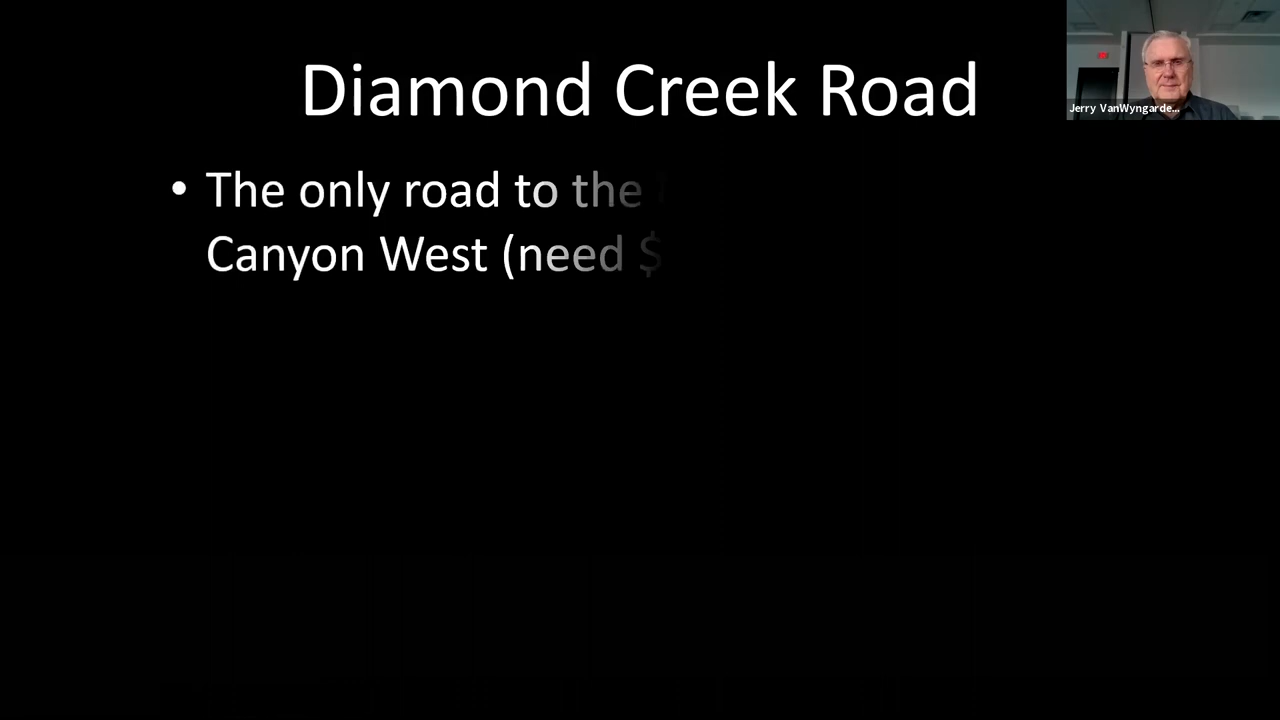 Diamond Creek Road
Jerry VanWyngarde...
• The only road to the
Canyon West (need $